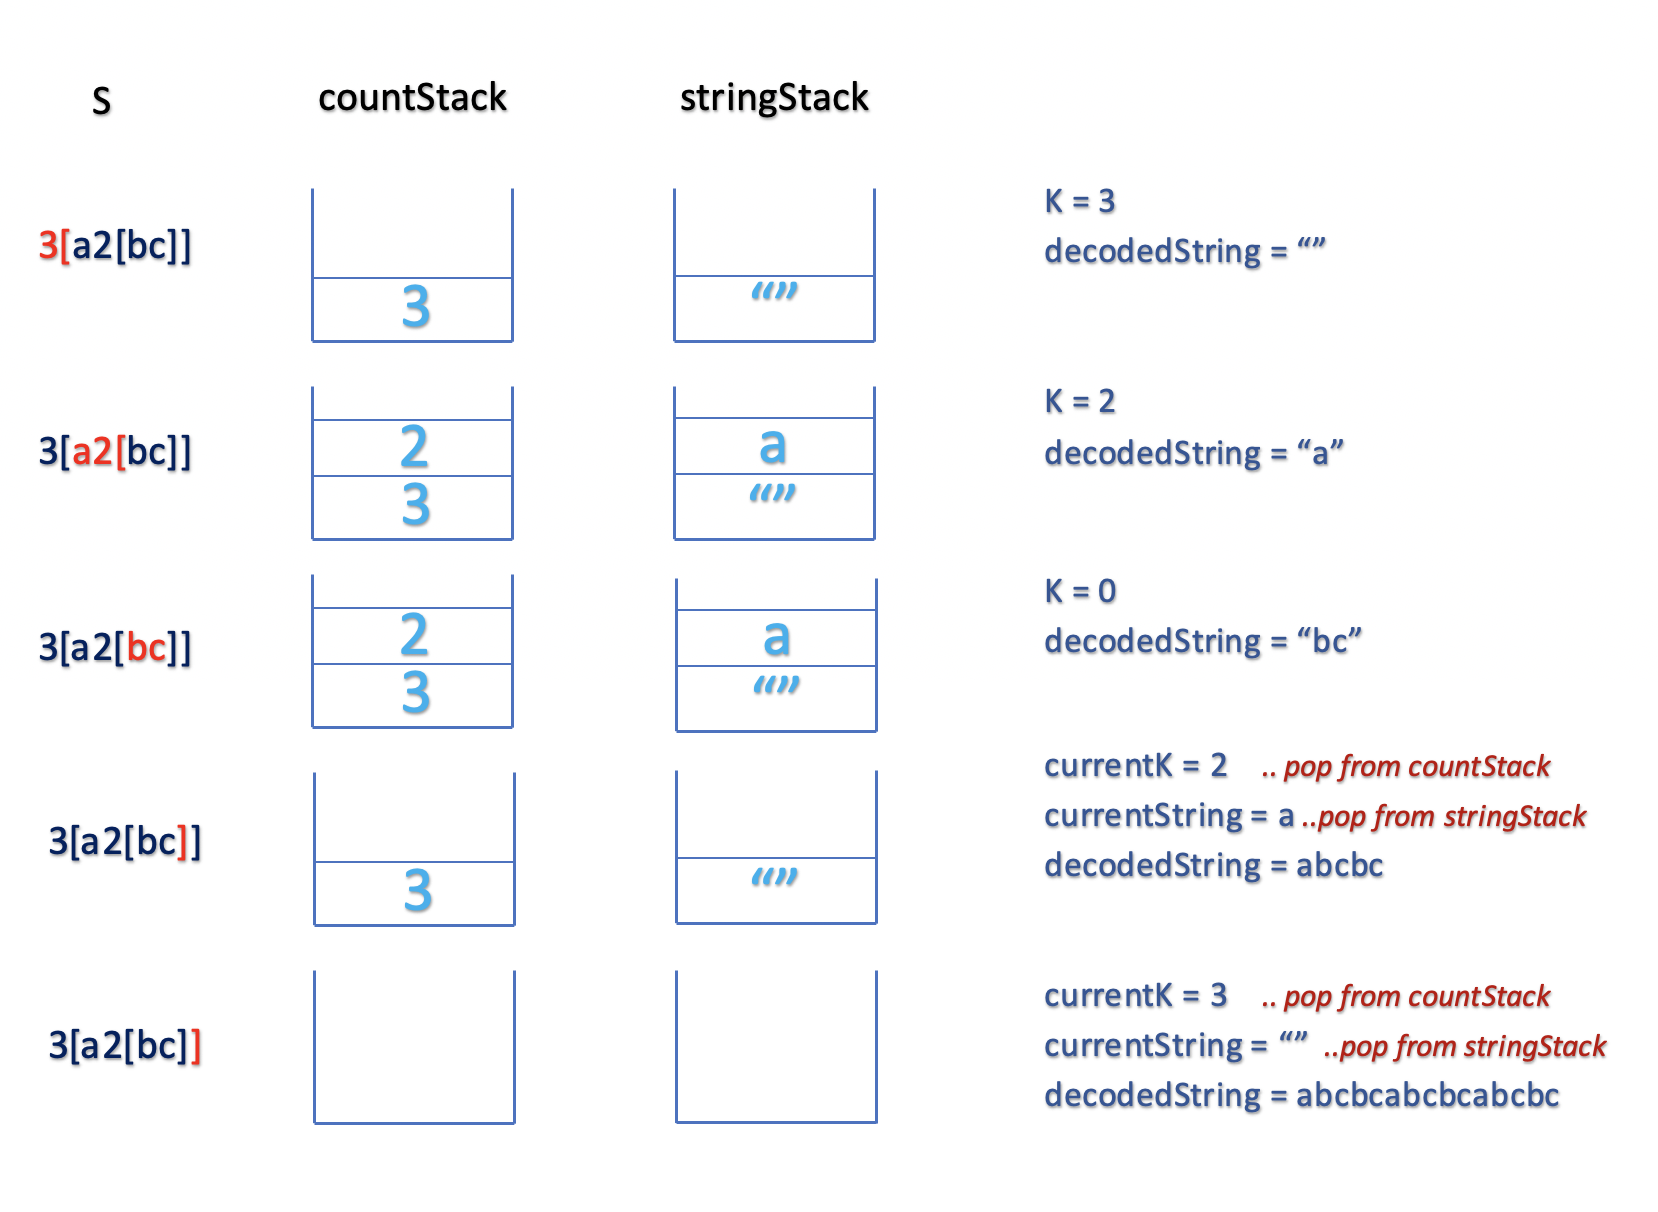 S countStack stringStack
3[a2[bc]]
3
“”
K = 3
decodedString = “”
3[a2[bc]]
2
3
a
“”
K = 2
decodedString = “a”
3[a2[bc]]
2
3
a
“”
K = 0
decodedString = “bc”
3[a2[bc]]
3
“”
currentK = 2 .. pop from countStack
currentString = a ..pop from stringStack
decodedString = abcbc
3[a2[bc]]
currentK = 3 .. pop from countStack
currentString = “” ..pop from stringStack
decodedString = abcbcabcbcabcbc